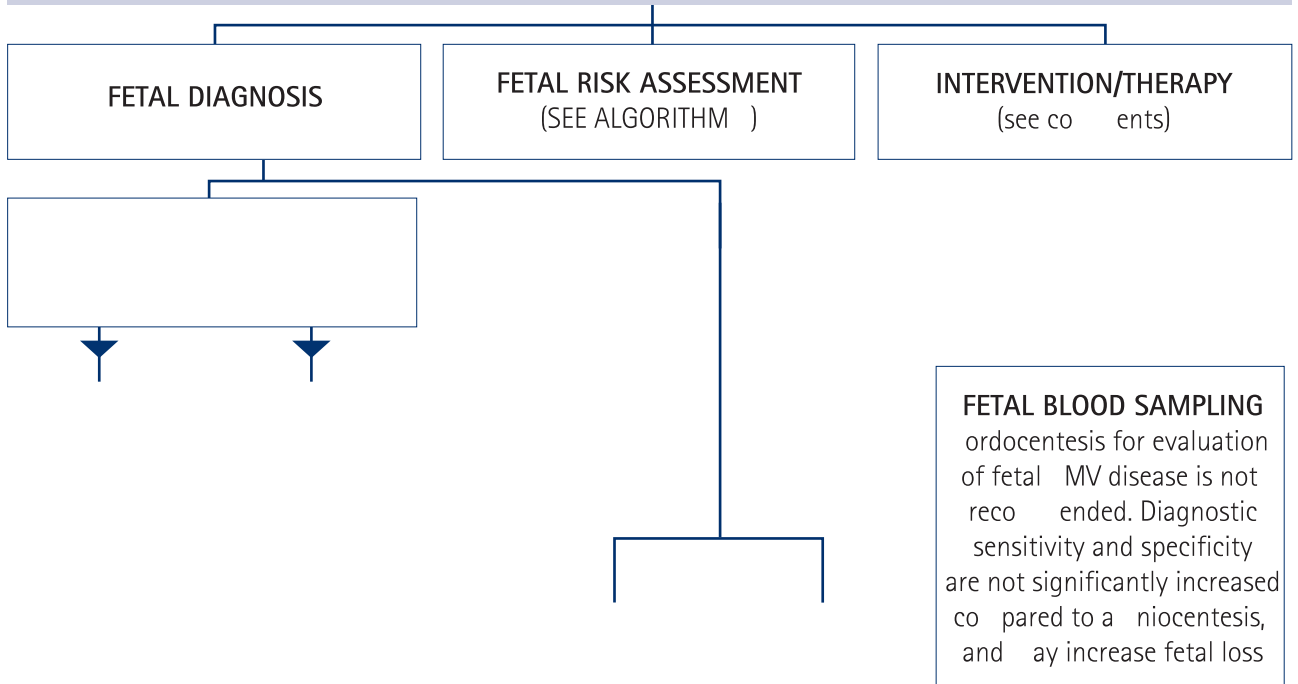 FETAL DIAGNOSIS
FETAL RISK ASSESSMENT
(SEE ALGORITHM )
INTERVENTION/THERAPY
(see co ents)
FETAL BLOOD SAMPLING
ordocentesis for evaluation
of fetal MV disease is not
reco ended. Diagnostic
sensitivity and specificity
are not significantly increased
co pared to a niocentesis,
and ay increase fetal loss